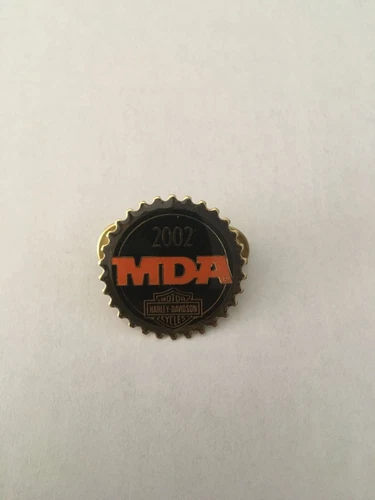 2002
MDA
MOTOR
HARLEY-DAVIDSON
CYCLES